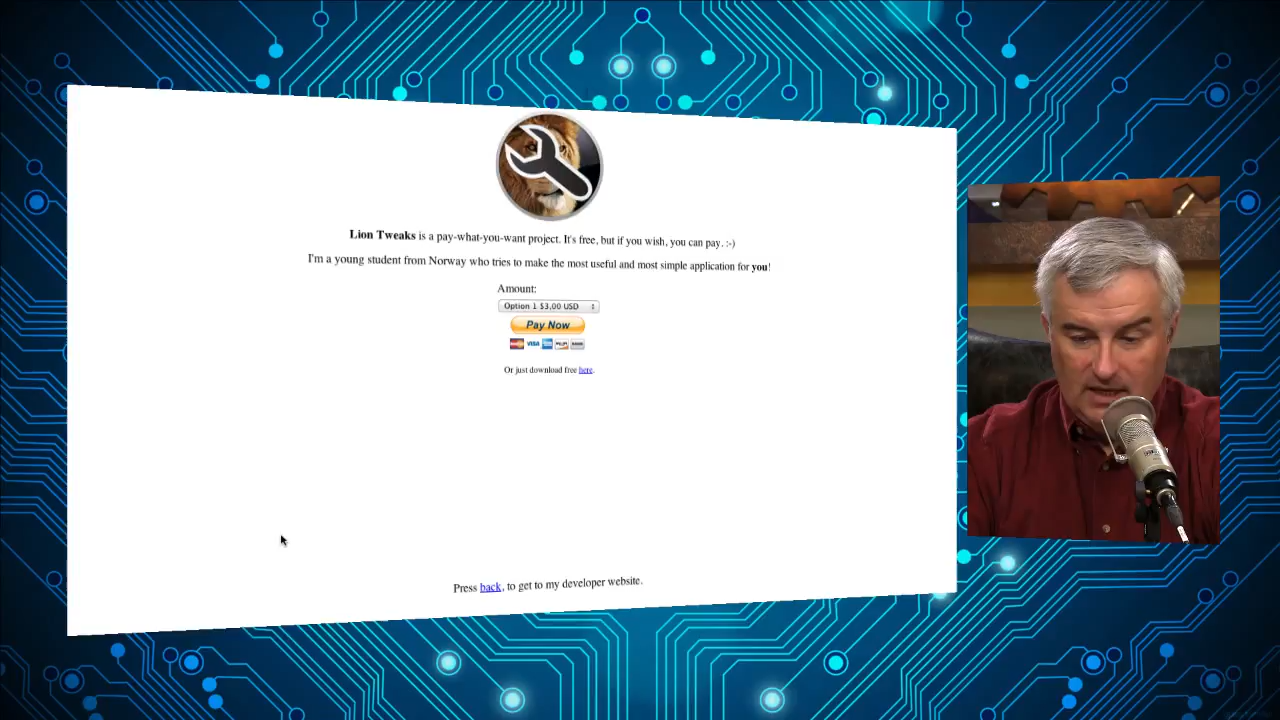 Lion Tweaks is a pay-what-you-want project. It's free, but if you wish, you can pay. :-)
I'm a young student from Norway who tries to make the most useful and most simple application for you!
Amount:
Option 1 $3,00 USD
Pay Now
VISA
Or just download free here.
Press back, to get to my developer website.